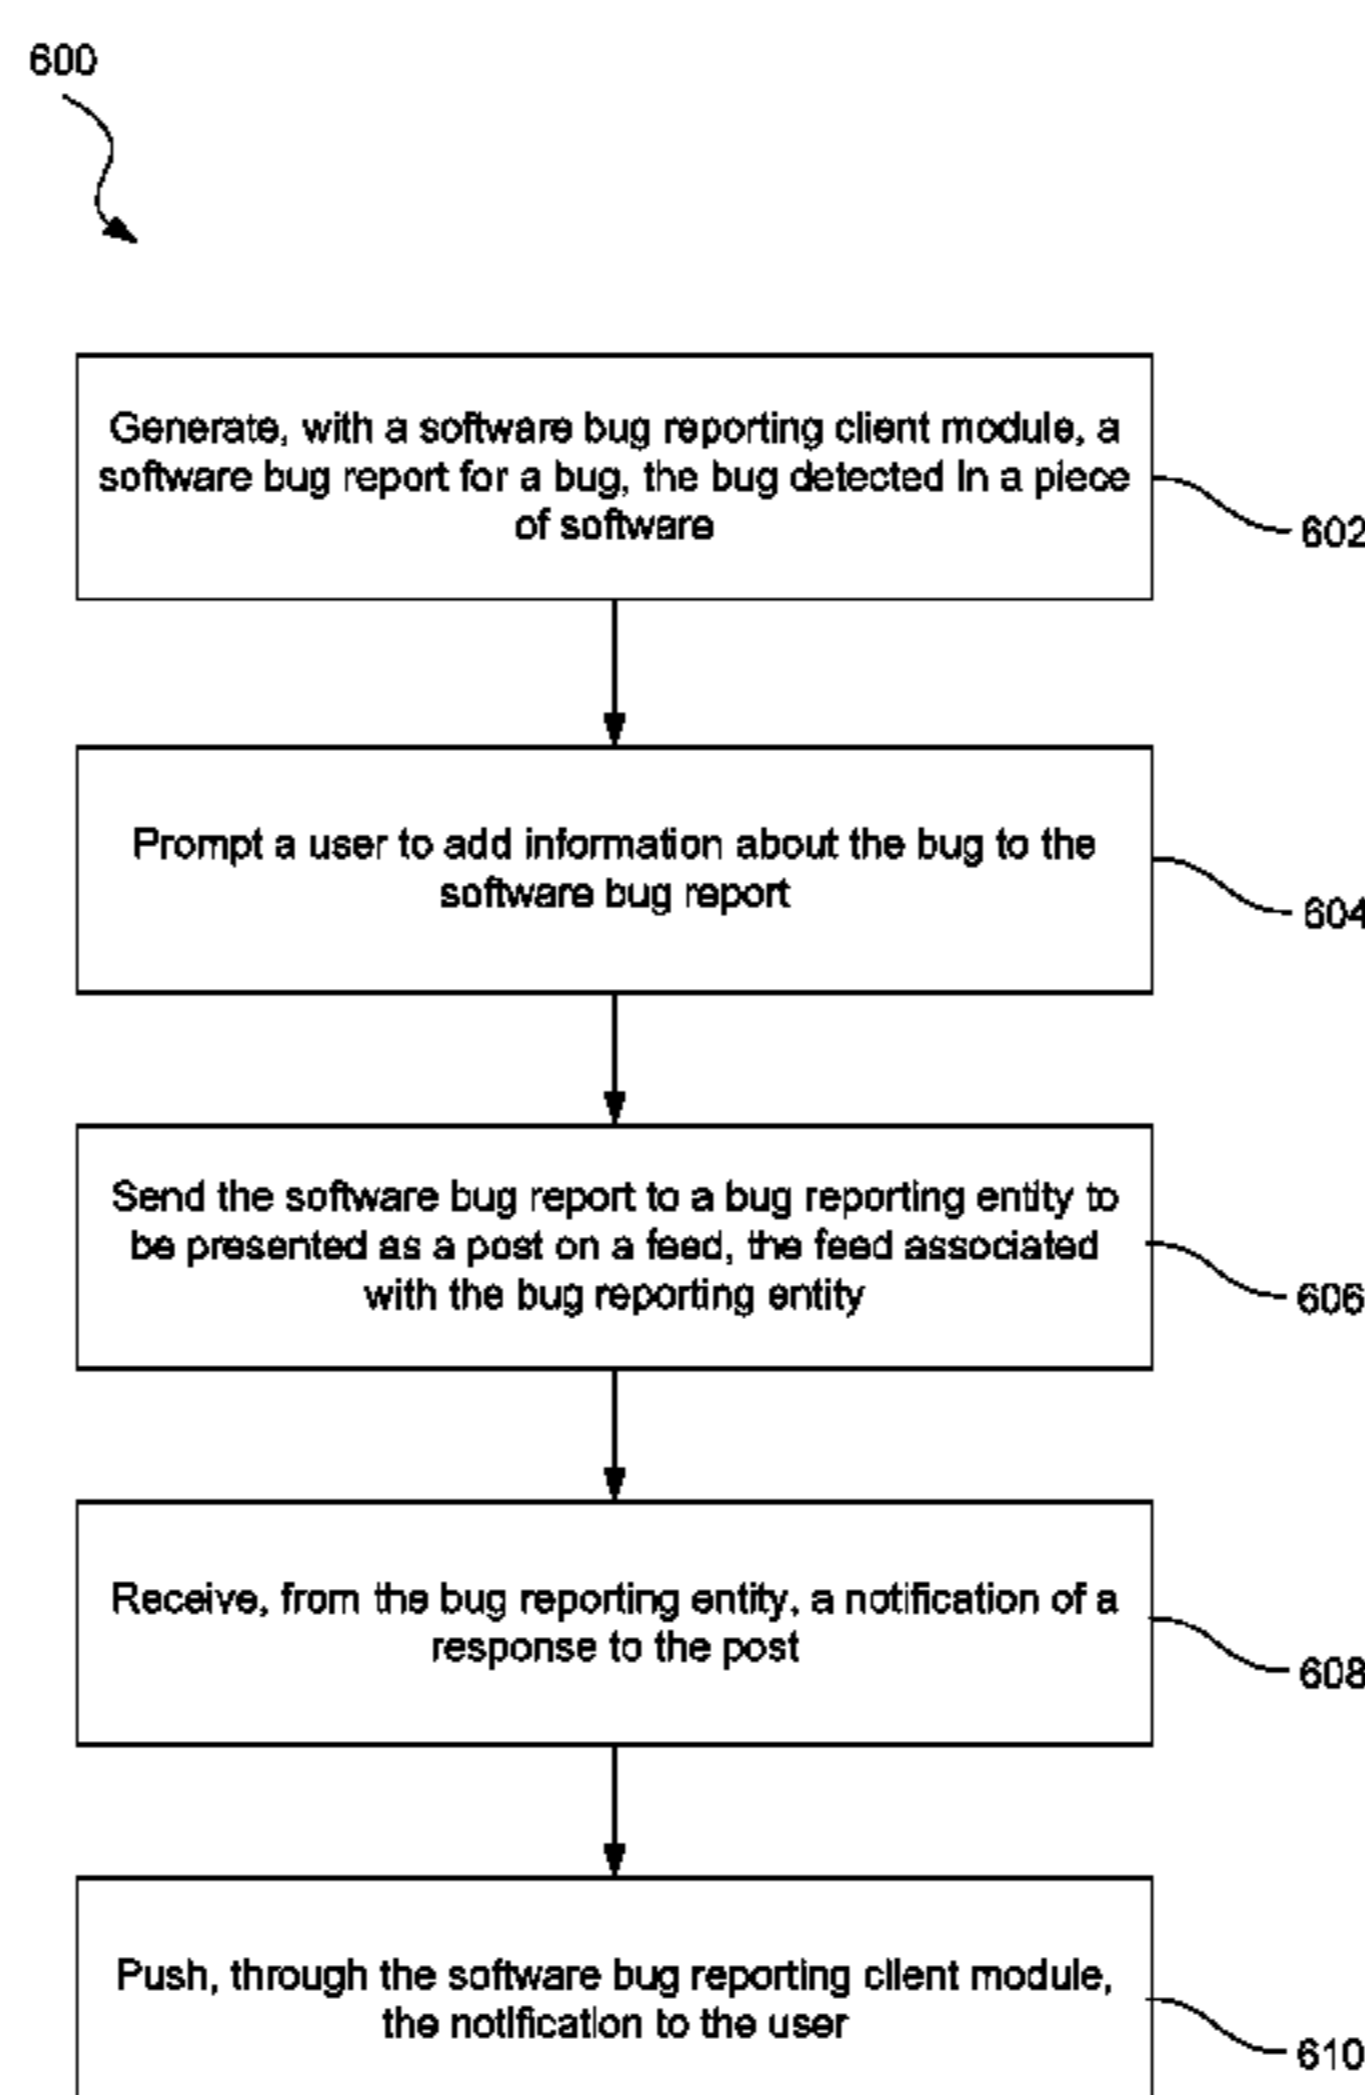 600
Generate, with a software bug reporting client module, a
software bug report for a bug, the bug detected in a piece
of software
602
Prompt a user to add information about the bug to the
software bug report
604
Send the software bug report to a bug reporting entity to
be presented as a post on a feed, the feed associated
with the bug reporting entity
606
Receive, from the bug reporting entity, a notification of a
response to the post
608
Push, through the software bug reporting client module,
the notification to the user
610